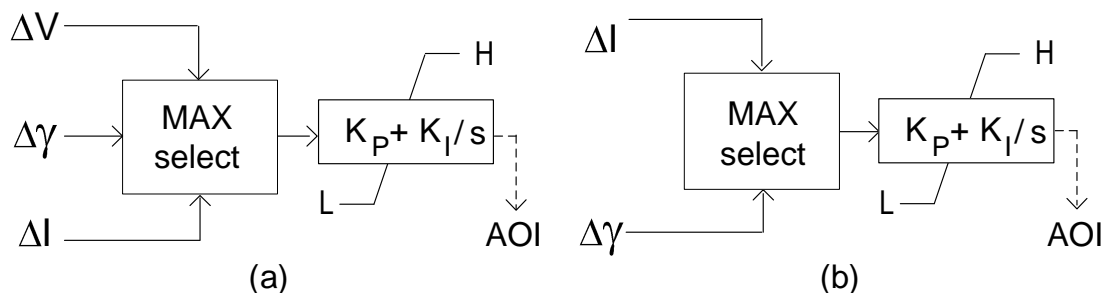 ΔV
H
Δγ
MAX
select
K_P + K_I/s
L
ΔI
AOI
(a)
ΔI
H
MAX
select
K_P + K_I/s
L
Δγ
AOI
(b)